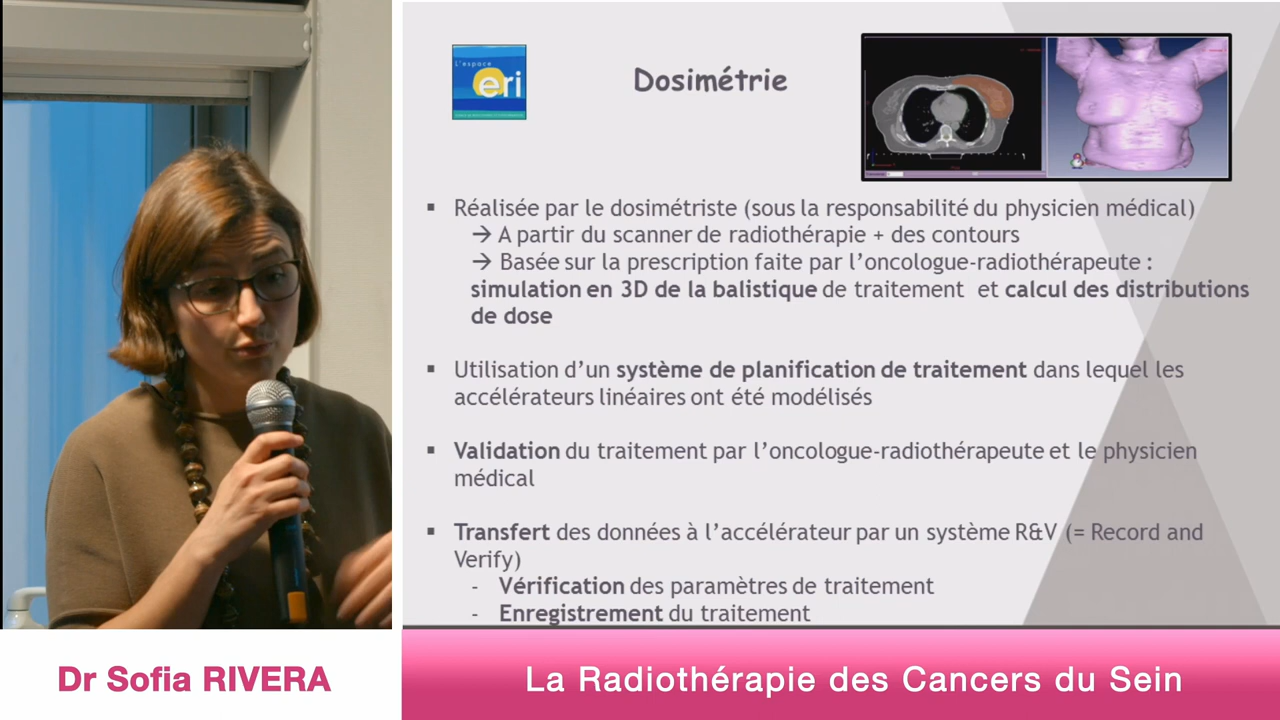 L'espace
eri
Dosimétrie
▪ Réalisée par le dosimétriste (sous la responsabilité du physicien médical)
→ A partir du scanner de radiothérapie + des contours
→ Basée sur la prescription faite par l'oncologue-radiothérapeute :
simulation en 3D de la balistique de traitement et calcul des distributions
de dose
▪ Utilisation d'un système de planification de traitement dans lequel les
accélérateurs linéaires ont été modélisés
▪ Validation du traitement par l'oncologue-radiothérapeute et le physicien
médical
▪ Transfert des données à l'accélérateur par un système R&V (= Record and
Verify)
- Vérification des paramètres de traitement
- Enregistrement du traitement
Dr Sofia RIVERA
La Radiothérapie des Cancers du Sein